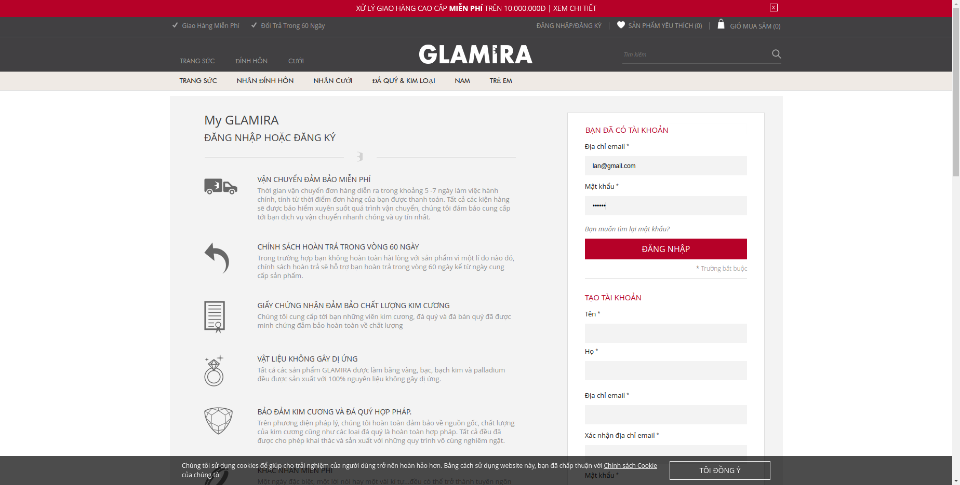 XỬ LÝ GIAO HÀNG CAO CẤP MIỄN PHÍ TRÊN 10.000.000Đ | XEM CHI TIẾT
Giao Hàng Miễn Phí
Đổi Trả Trong 60 Ngày
ĐĂNG NHẬP/ĐĂNG KÝ
SẢN PHẨM YÊU THÍCH (0)
GIỎ MUA SẮM (0)
TRANG SỨC
ĐÍNH HÔN
CƯỚI
GLAMIRA
Tìm kiếm
TRANG SỨC
NHẪN ĐÍNH HÔN
NHẪN CƯỚI
ĐÁ QUÝ & KIM LOẠI
NAM
TRẺ EM
My GLAMIRA
ĐĂNG NHẬP HOẶC ĐĂNG KÝ
VẬN CHUYỂN ĐẢM BẢO MIỄN PHÍ
Thời gian vận chuyển đơn hàng diễn ra trong khoảng 5 -7 ngày làm việc hành
chính, tính từ thời điểm đơn hàng của bạn được thanh toán. Tất cả các kiện hàng
sẽ được bảo hiểm xuyên suốt quá trình vận chuyển, chúng tôi đảm bảo cung cấp
tới bạn dịch vụ vận chuyển nhanh chóng và uy tín nhất.
CHÍNH SÁCH HOÀN TRẢ TRONG VÒNG 60 NGÀY
Trong trường hợp bạn không hoàn toàn hài lòng với sản phẩm vì một lí do nào đó,
chính sách hoàn trả sẽ hỗ trợ bạn hoàn trả trong vòng 60 ngày kể từ ngày cung
cấp sản phẩm.
GIẤY CHỨNG NHẬN ĐẢM BẢO CHẤT LƯỢNG KIM CƯƠNG
Chúng tôi cung cấp tới bạn những viên kim cương, đá quý và đá bán quý đã được
minh chứng đảm bảo hoàn toàn về chất lượng
VẬT LIỆU KHÔNG GÂY DỊ ỨNG
Tất cả các sản phẩm GLAMIRA được làm bằng vàng, bạc, bạch kim và palladium
đều được sản xuất với 100% nguyên liệu không gây dị ứng.
BẢO ĐẢM KIM CƯƠNG VÀ ĐÁ QUÝ HỢP PHÁP.
Trên phương diện pháp lý, chúng tôi hoàn toàn đảm bảo về nguồn gốc, chất lượng
của kim cương cũng như các loại đá quý là hoàn toàn hợp pháp. Tất cả đều đã
được cho phép khai thác và sản xuất với những quy trình vô cùng nghiêm ngặt.
BẠN ĐÃ CÓ TÀI KHOẢN
Địa chỉ email *
lan@gmail.com
Mật khẩu *
••••••
Bạn muốn tìm lại mật khẩu?
ĐĂNG NHẬP
* Trường bắt buộc
TẠO TÀI KHOẢN
Tên *
Họ *
Địa chỉ email *
Xác nhận địa chỉ email *
Mật khẩu *
KHẮC NHẪN MIỄN PHÍ
Chúng tôi sử dụng cookies để giúp cho trải nghiệm của người dùng trở nên hoàn hảo hơn. Bằng cách sử dụng website này, bạn đã chấp thuận với Chính sách Cookie
của chúng tôi
TÔI ĐỒNG Ý